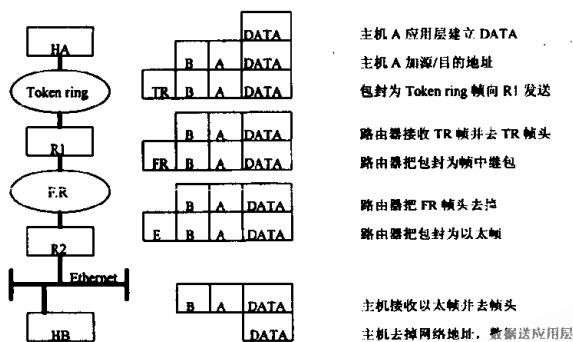 DATA 主机 A 应用层建立 DATA
HA B A DATA 主机 A 加源/目的地址
Token ring TR B A DATA 包封为 Token ring 帧向 R1 发送
B A DATA 路由器接收 TR 帧并去 TR 帧头
R1 FR B A DATA 路由器把包封为帧中继包
F.R B A DATA 路由器把 FR 帧头去掉
R2 E B A DATA 路由器把包封为以太帧
Ethernet
B A DATA 主机接收以太帧并去帧头
HB DATA 主机去掉网络地址，数据送应用层